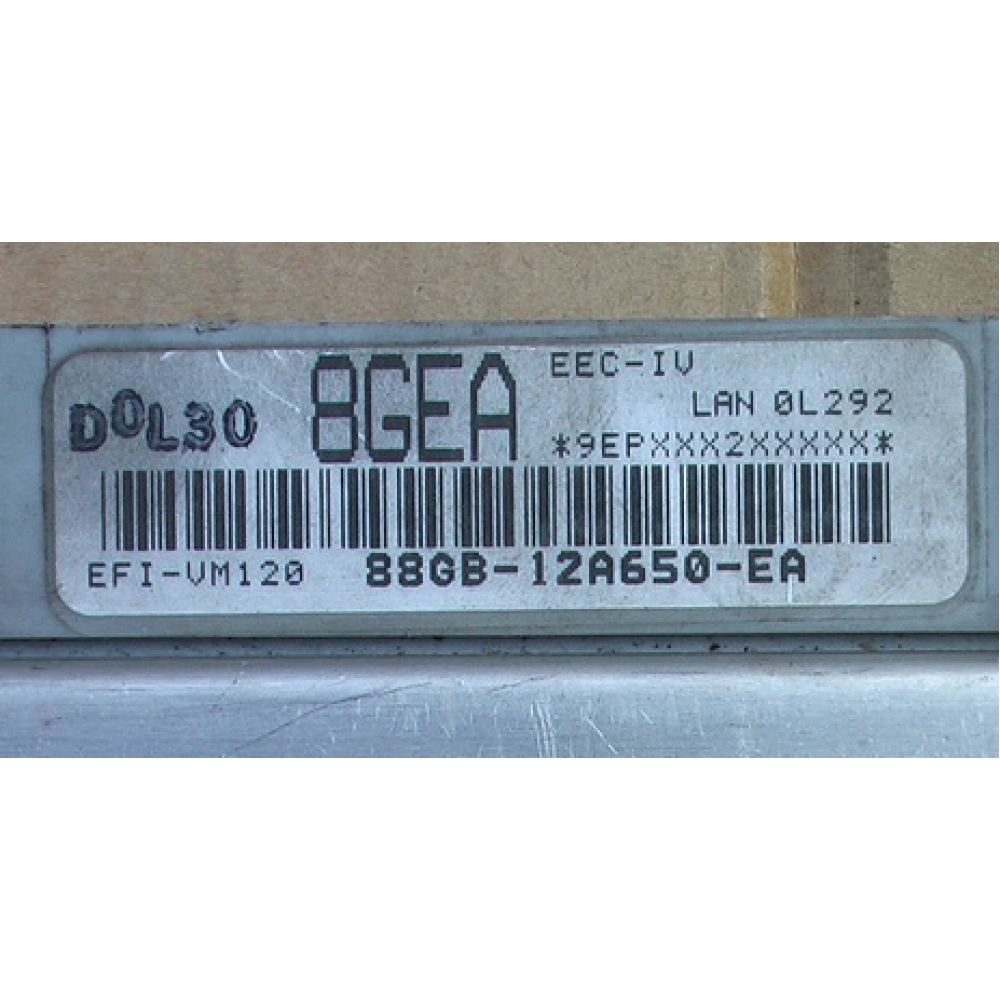 8GEA EEC-IV
D0L30 LAN 0L292
*9EPXXX2XXXXX*
EFI-VM120 88GB-12A650-EA